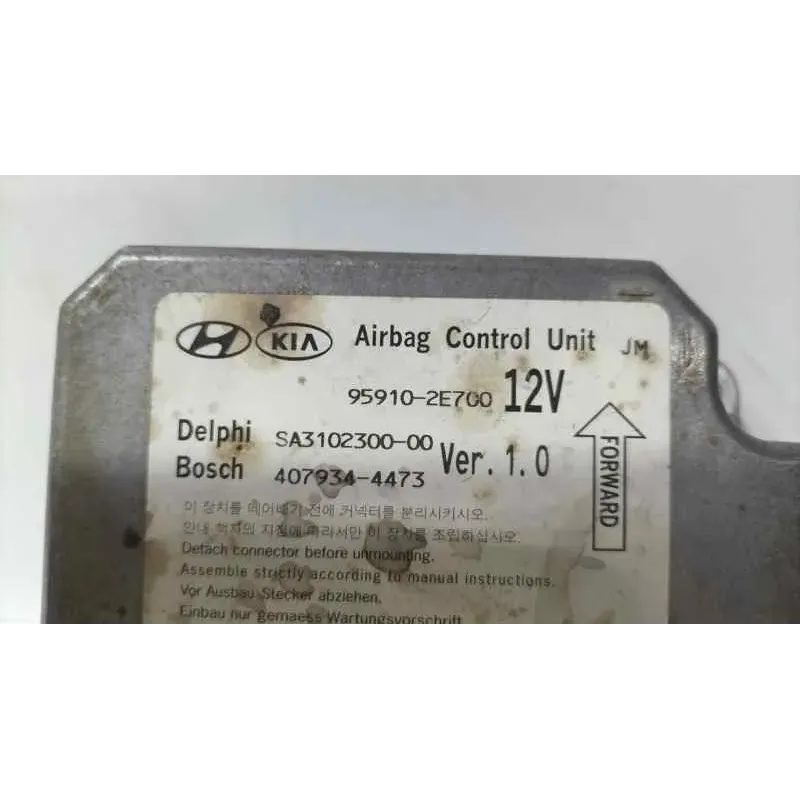 KIA Airbag Control Unit JM
95910-2E700 12V
Delphi SA3102300-00
Ver. 1.0
Bosch 407934-4473
FORWARD
이 장치를 떼어내기 전에 커넥터를 분리시키시오.
안내 책자의 지침에 따라서만 이 장치를 조립하십시오.
Detach connector before unmounting.
Assemble strictly according to manual instructions.
Vor Ausbau Stecker abziehen.
Einbau nur gemaess Wartungsvorschrift